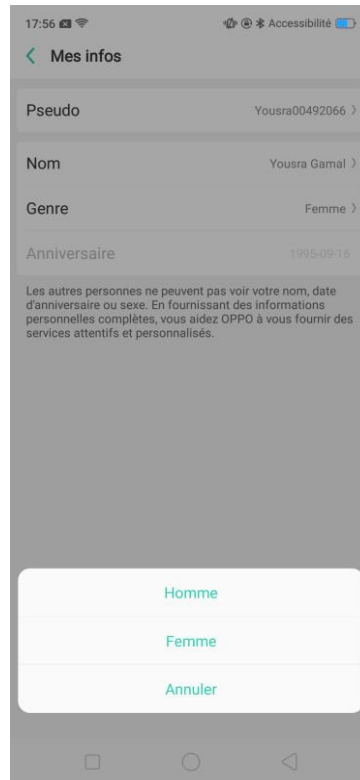 17:56 Accessibilité
Mes infos
Pseudo Yousra00492066
Nom Yousra Gamal
Genre Femme
Anniversaire 1995-09-16
Les autres personnes ne peuvent pas voir votre nom, date
d'anniversaire ou sexe. En fournissant des informations
personnelles complètes, vous aidez OPPO à vous fournir des
services attentifs et personnalisés.
Homme
Femme
Annuler